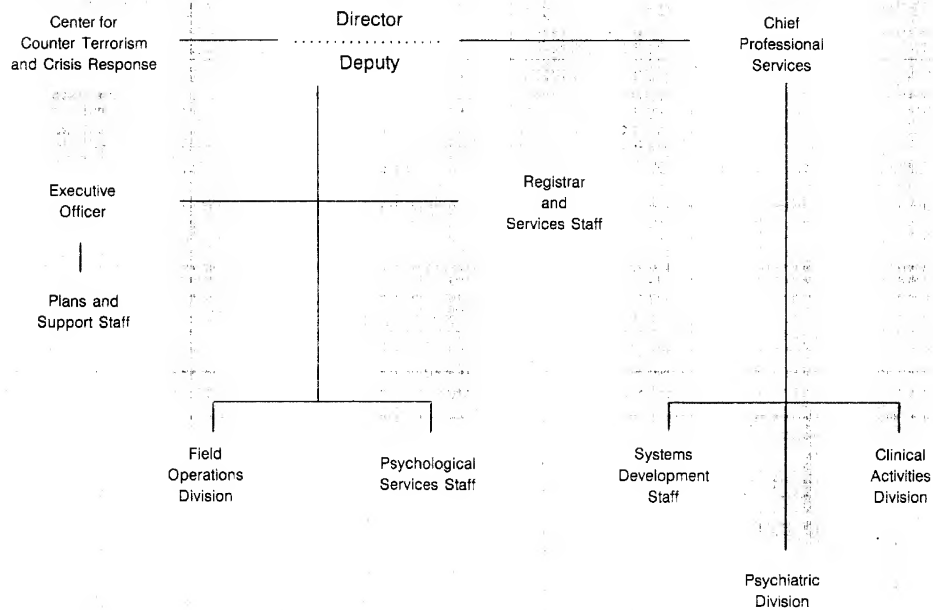 Center for
Counter Terrorism
and Crisis Response
Director
Deputy
Chief
Professional
Services
Executive
Officer
Registrar
and
Services Staff
Plans and
Support Staff
Field
Operations
Division
Psychological
Services Staff
Systems
Development
Staff
Clinical
Activities
Division
Psychiatric
Division